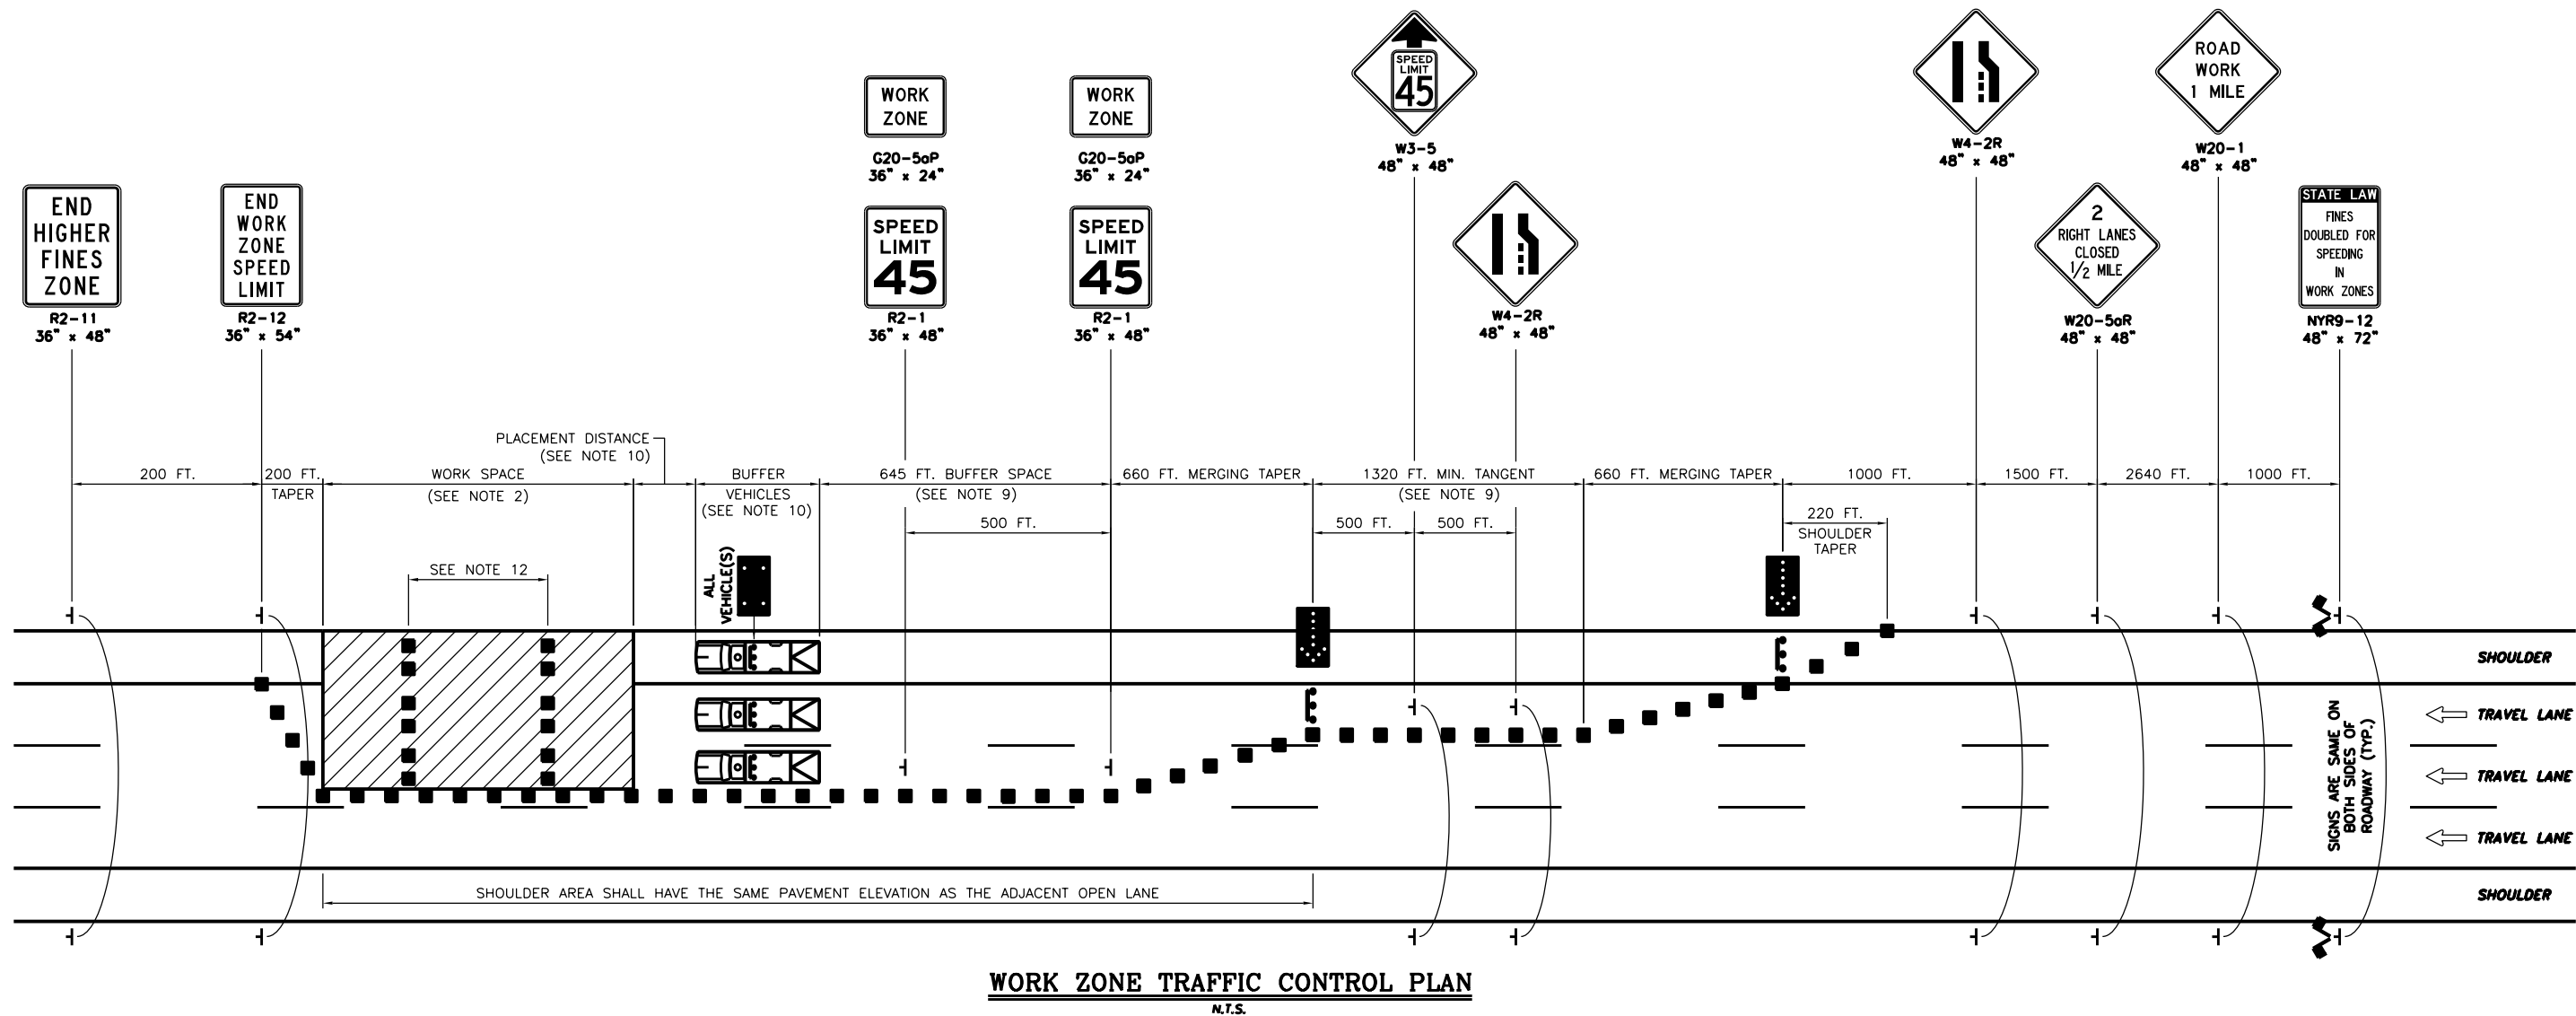 SPEED
LIMIT
45
W3-5
48" x 48"
W4-2R
48" x 48"
ROAD
WORK
1 MILE
W20-1
48" x 48"
WORK
ZONE
G20-5aP
36" x 24"
WORK
ZONE
G20-5aP
36" x 24"
END
HIGHER
FINES
ZONE
R2-11
36" x 48"
END
WORK
ZONE
SPEED
LIMIT
R2-12
36" x 54"
SPEED
LIMIT
45
R2-1
36" x 48"
SPEED
LIMIT
45
R2-1
36" x 48"
W4-2R
48" x 48"
2
RIGHT LANES
CLOSED
1/2 MILE
W20-5aR
48" x 48"
STATE LAW
FINES
DOUBLED FOR
SPEEDING
IN
WORK ZONES
NYR9-12
48" x 72"
PLACEMENT DISTANCE
(SEE NOTE 10)
200 FT.
200 FT.
TAPER
WORK SPACE
(SEE NOTE 2)
BUFFER
VEHICLES
(SEE NOTE 10)
645 FT. BUFFER SPACE
(SEE NOTE 9)
660 FT. MERGING TAPER
1320 FT. MIN. TANGENT
(SEE NOTE 9)
660 FT. MERGING TAPER
1000 FT.
1500 FT.
2640 FT.
1000 FT.
500 FT.
500 FT.
500 FT.
220 FT.
SHOULDER
TAPER
SEE NOTE 12
ALL
VEHICLE(S)
SHOULDER
TRAVEL LANE
TRAVEL LANE
TRAVEL LANE
SHOULDER
SIGNS ARE SAME ON
BOTH SIDES OF
ROADWAY (TYP.)
SHOULDER AREA SHALL HAVE THE SAME PAVEMENT ELEVATION AS THE ADJACENT OPEN LANE
WORK ZONE TRAFFIC CONTROL PLAN
N.T.S.